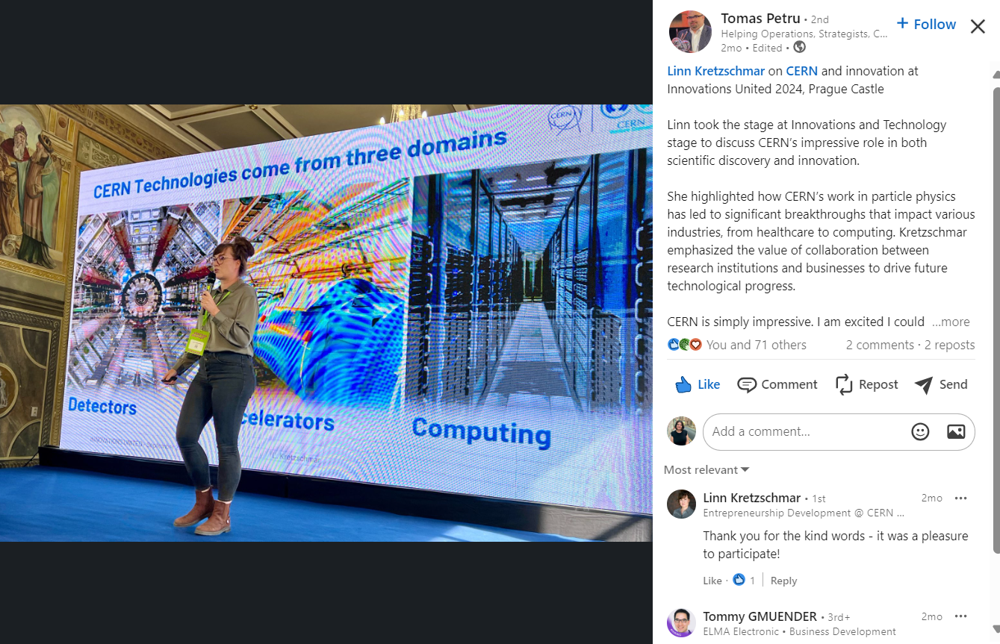 CERN
CERN
CERN Technologies come from three domains
Detectors
celerators
Computing
L. Kretzschmar
Tomas Petru • 2nd
+ Follow
Helping Operations, Strategists, C...
2mo • Edited •
Linn Kretzschmar on CERN and innovation at
Innovations United 2024, Prague Castle
Linn took the stage at Innovations and Technology
stage to discuss CERN’s impressive role in both
scientific discovery and innovation.
She highlighted how CERN’s work in particle physics
has led to significant breakthroughs that impact various
industries, from healthcare to computing. Kretzschmar
emphasized the value of collaboration between
research institutions and businesses to drive future
technological progress.
CERN is simply impressive. I am excited I could ...more
You and 71 others 2 comments · 2 reposts
Like Comment Repost Send
Add a comment...
Most relevant
Linn Kretzschmar • 1st 2mo
Entrepreneurship Development @ CERN ...
Thank you for the kind words - it was a pleasure
to participate!
Like · 1 Reply
Tommy GMUENDER • 3rd+ 2mo
ELMA Electronic • Business Development